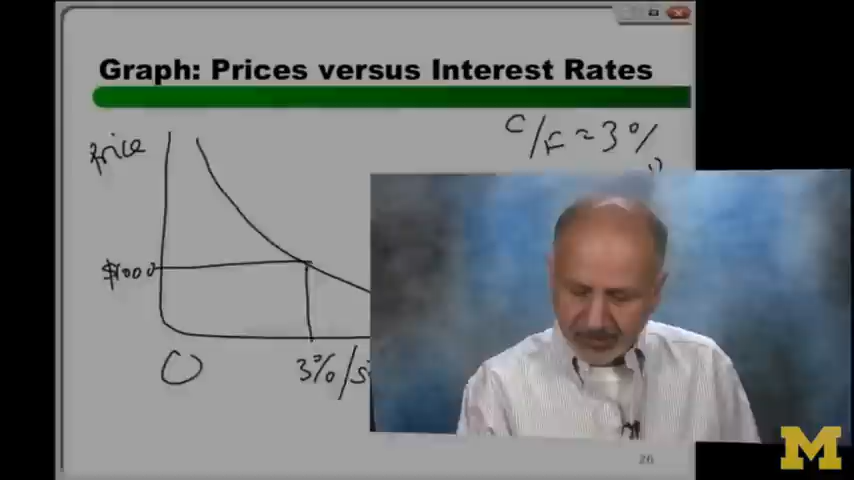 Graph: Prices versus Interest Rates
C/F = 3%
Price
$1000
0
3%/S
26
M